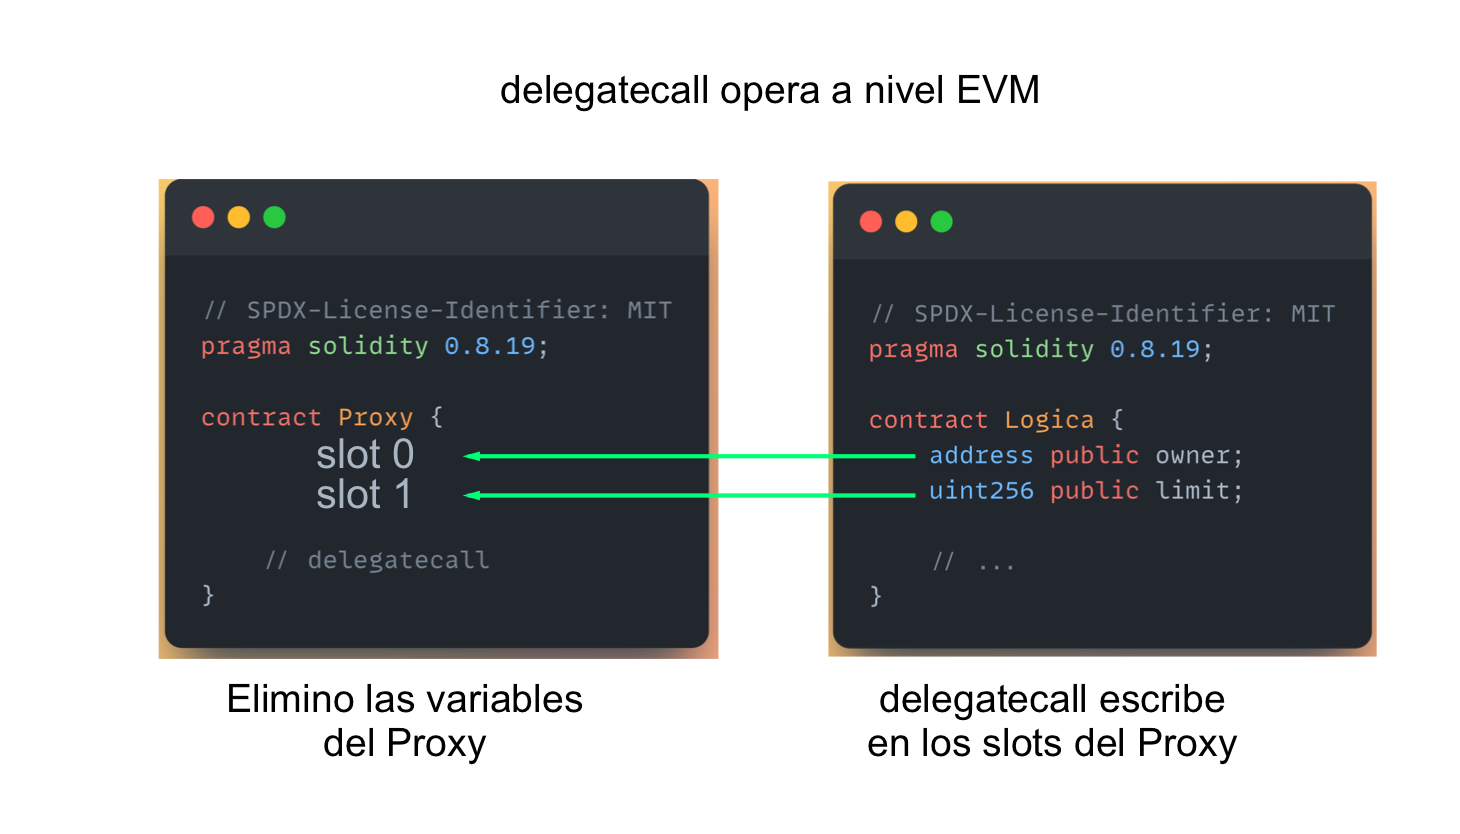 delegatecall opera a nivel EVM
// SPDX-License-Identifier: MIT
pragma solidity 0.8.19;
contract Proxy {
slot 0
slot 1
// delegatecall
}
Elimino las variables
del Proxy
// SPDX-License-Identifier: MIT
pragma solidity 0.8.19;
contract Logica {
address public owner;
uint256 public limit;
// ...
}
delegatecall escribe
en los slots del Proxy